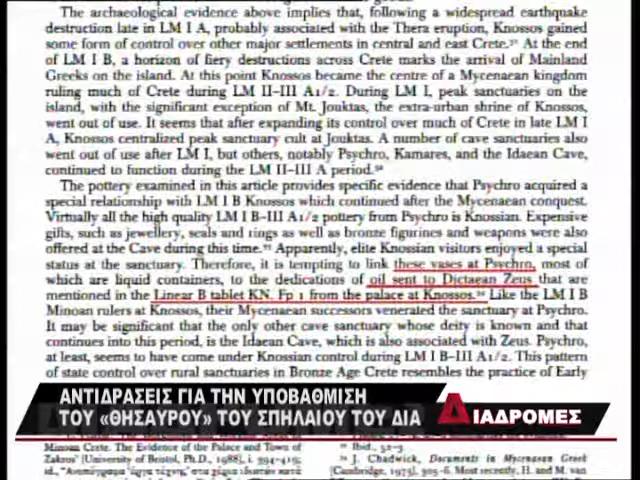 The archaeological evidence above implies that, following a widespread earthquake
destruction late in LM I A, probably associated with the Thera eruption, Knossos gained
some form of control over other major settlements in central and east Crete.³⁷ At the end
of LM I B, a horizon of fiery destructions across Crete marks the arrival of Mainland
Greeks on the island. At this point Knossos became the centre of a Mycenaean kingdom
ruling much of Crete during LM II–III A1/2. During LM I, peak sanctuaries on the
island, with the significant exception of Mt. Jouktas, the extra-urban shrine of Knossos,
went out of use. It seems that after expanding its control over much of Crete in late LM I
A, Knossos centralized peak sanctuary cult at Jouktas. A number of cave sanctuaries also
went out of use after LM I, but others, notably Psychro, Kamares, and the Idaean Cave,
continued to function during the LM II–III A period.³⁸
The pottery examined in this article provides specific evidence that Psychro acquired a
special relationship with LM I B Knossos which continued after the Mycenaean conquest.
Virtually all the high quality LM I B–III A1/2 pottery from Psychro is Knossian. Expensive
gifts, such as jewellery, seals and rings as well as bronze figurines and weapons were also
offered at the Cave during this time. Apparently, elite Knossian visitors enjoyed a special
status at the sanctuary. Therefore, it is tempting to link these vases at Psychro, most of
which are liquid containers, to the dedications of oil sent to Dictaean Zeus that are
mentioned in the Linear B tablet KN. Fp 1 from the palace at Knossos. Like the LM I B
Minoan rulers at Knossos, their Mycenaean successors venerated the sanctuary at Psychro.
It may be significant that the only other cave sanctuary whose deity is known and that
continues into this period, is the Idaean Cave, which is also associated with Zeus. Psychro,
at least, seems to have come under Knossian control during LM I B–III A1/2. This pattern
of state control over rural sanctuaries in Bronze Age Crete resembles the practice of Early
ΑΝΤΙΔΡΑΣΕΙΣ ΓΙΑ ΤΗΝ ΥΠΟΒΑΘΜΙΣΗ
ΤΟΥ «ΘΗΣΑΥΡΟΥ» ΤΟΥ ΣΠΗΛΑΙΟΥ ΤΟΥ ΔΙΑ
ΔΙΑΔΡΟΜΕΣ
Minoan Crete. The Evidence of the Palace and Town of
Zakros' (University of Bristol, Ph.D., 1988), i. 394–415;
Ibid.,
J. Chadwick, Documents in Mycenaean Greek
(Cambridge, 1973), 305–6. Most recently, H. and M. van